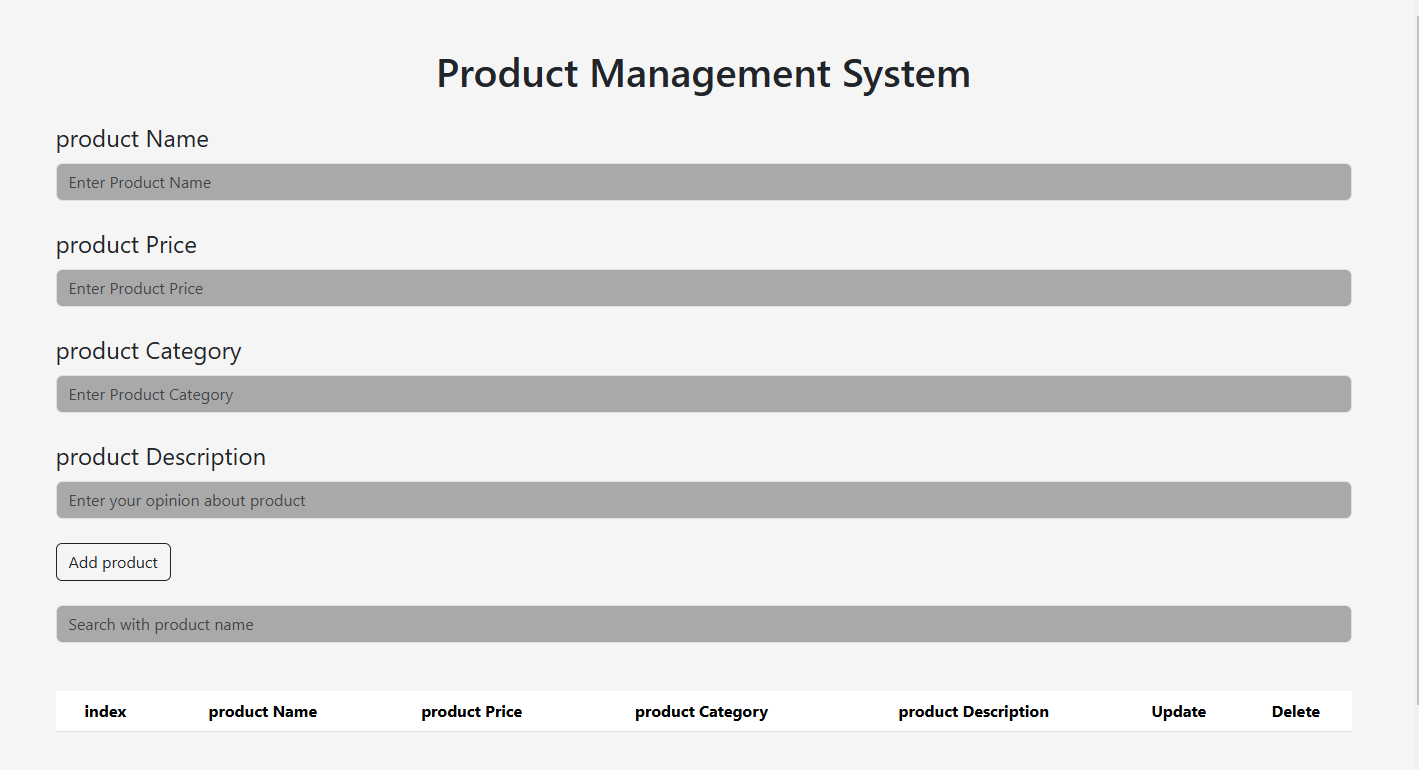 Product Management System
product Name
Enter Product Name
product Price
Enter Product Price
product Category
Enter Product Category
product Description
Enter your opinion about product
Add product
Search with product name
index product Name product Price product Category product Description Update Delete